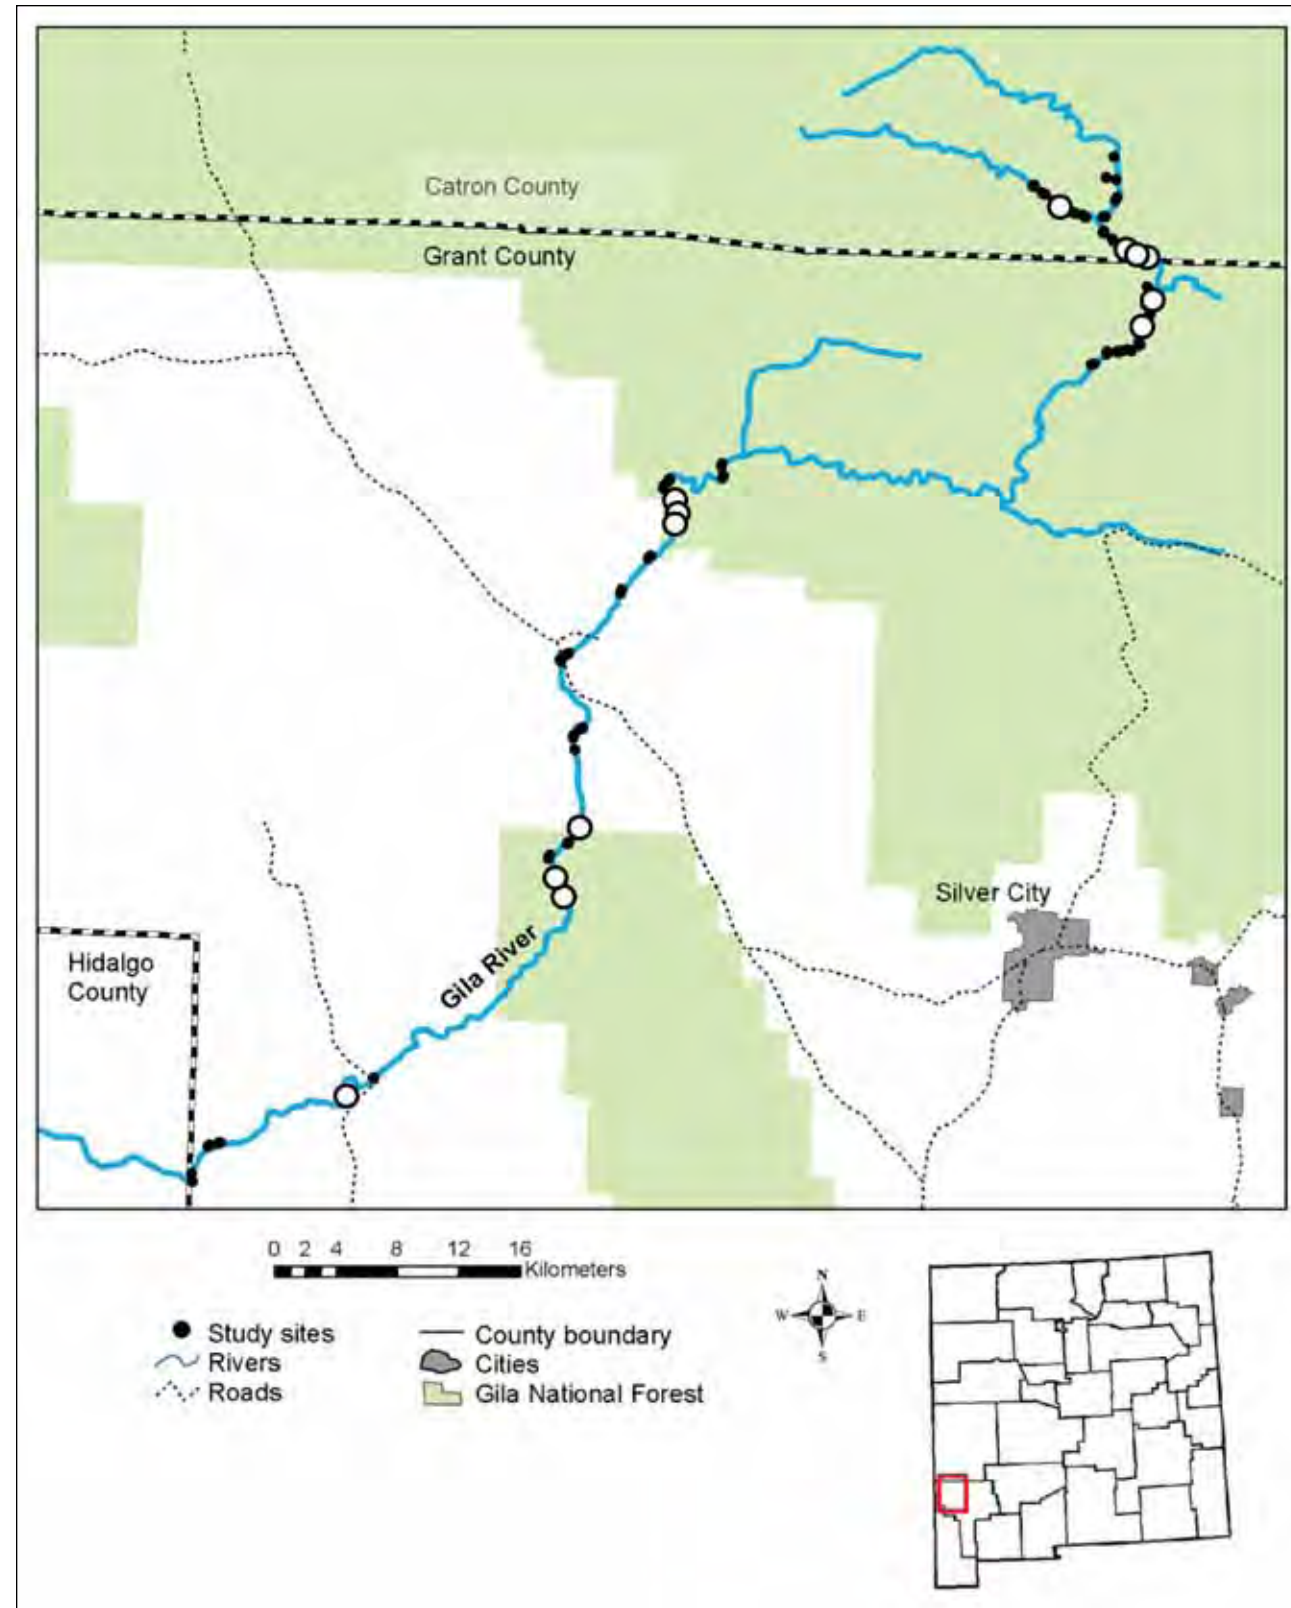 Catron County
Grant County
Silver City
Gila River
Hidalgo
County
0 2 4 8 12 16
Kilometers
N
W E
S
Study sites
Rivers
Roads
County boundary
Cities
Gila National Forest